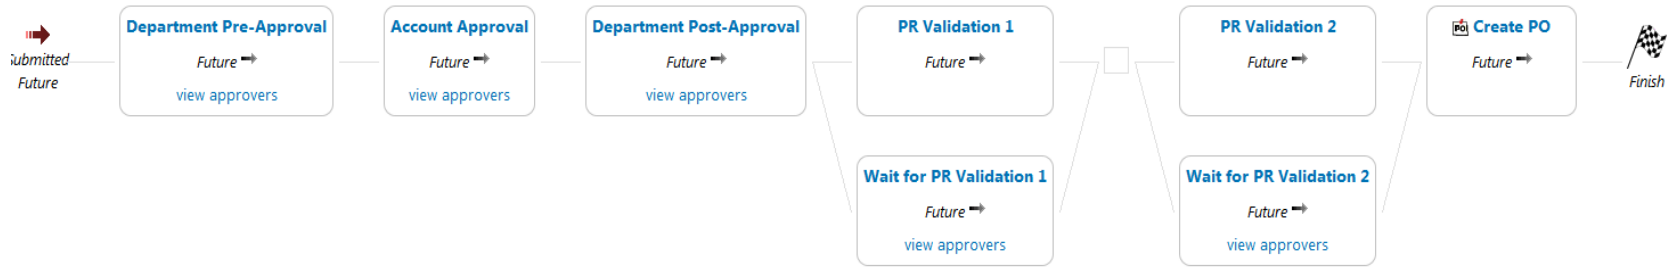 Submitted
Future
Department Pre-Approval
Future
view approvers
Account Approval
Future
view approvers
Department Post-Approval
Future
view approvers
PR Validation 1
Future
Wait for PR Validation 1
Future
view approvers
PR Validation 2
Future
Wait for PR Validation 2
Future
view approvers
PO Create PO
Future
Finish